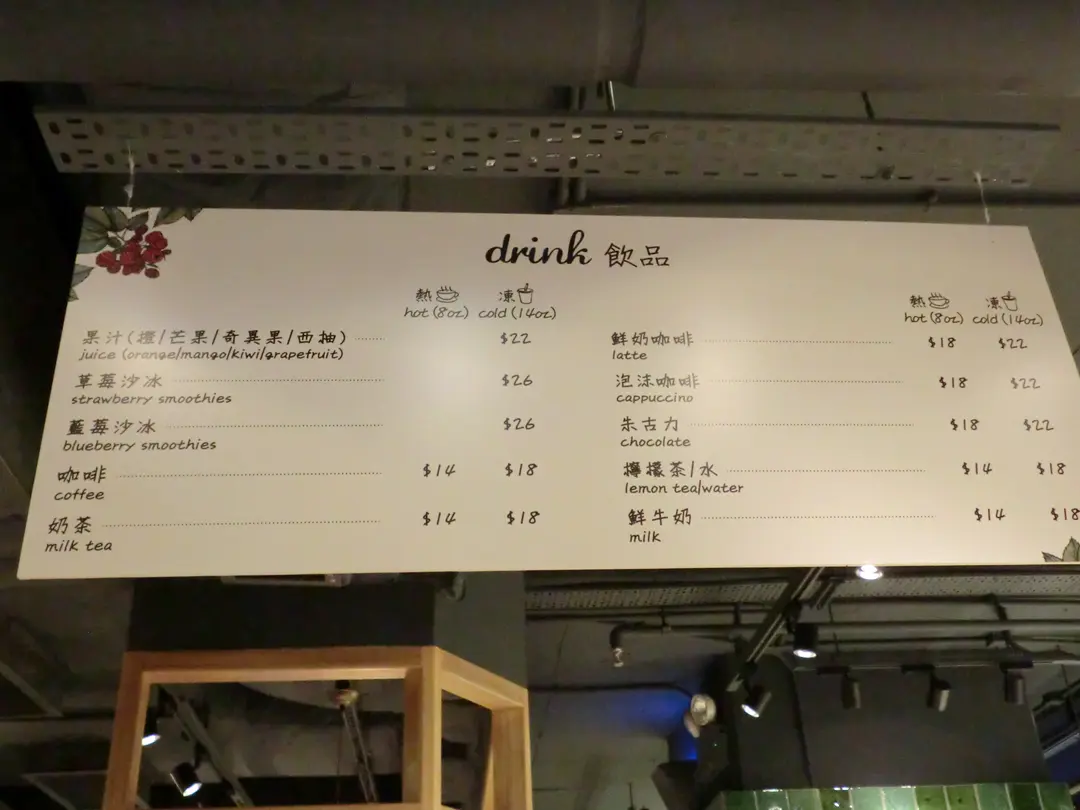 drink 飲品
熱 凍
hot (8oz) cold (14oz)
果汁(橙/芒果/奇異果/西抽) $22
juice (orange/mango/kiwi/grapefruit)
草莓沙冰 $26
strawberry smoothies
藍莓沙冰 $26
blueberry smoothies
咖啡 $14 $18
coffee
奶茶 $14 $18
milk tea
熱 凍
hot (8oz) cold (14oz)
鮮奶咖啡 $18 $22
latte
泡沫咖啡 $18 $22
cappuccino
朱古力 $18 $22
chocolate
檸檬茶/水 $14 $18
lemon tea/water
鮮牛奶 $14 $18
milk